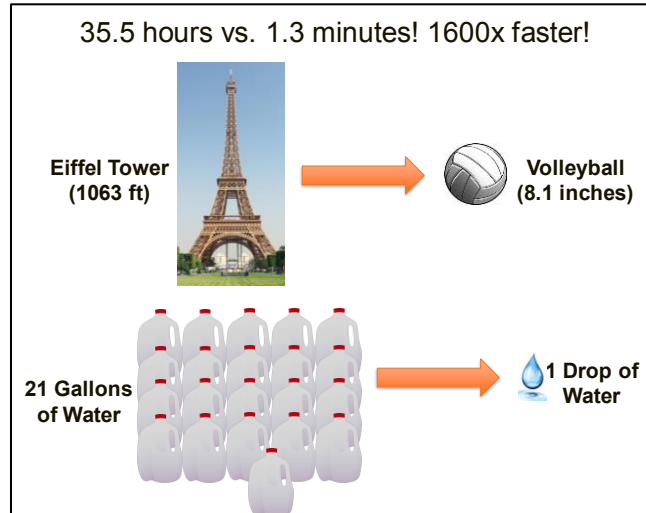 35.5 hours vs. 1.3 minutes! 1600x faster!
Eiffel Tower
(1063 ft)
Volleyball
(8.1 inches)
21 Gallons
of Water
1 Drop of
Water